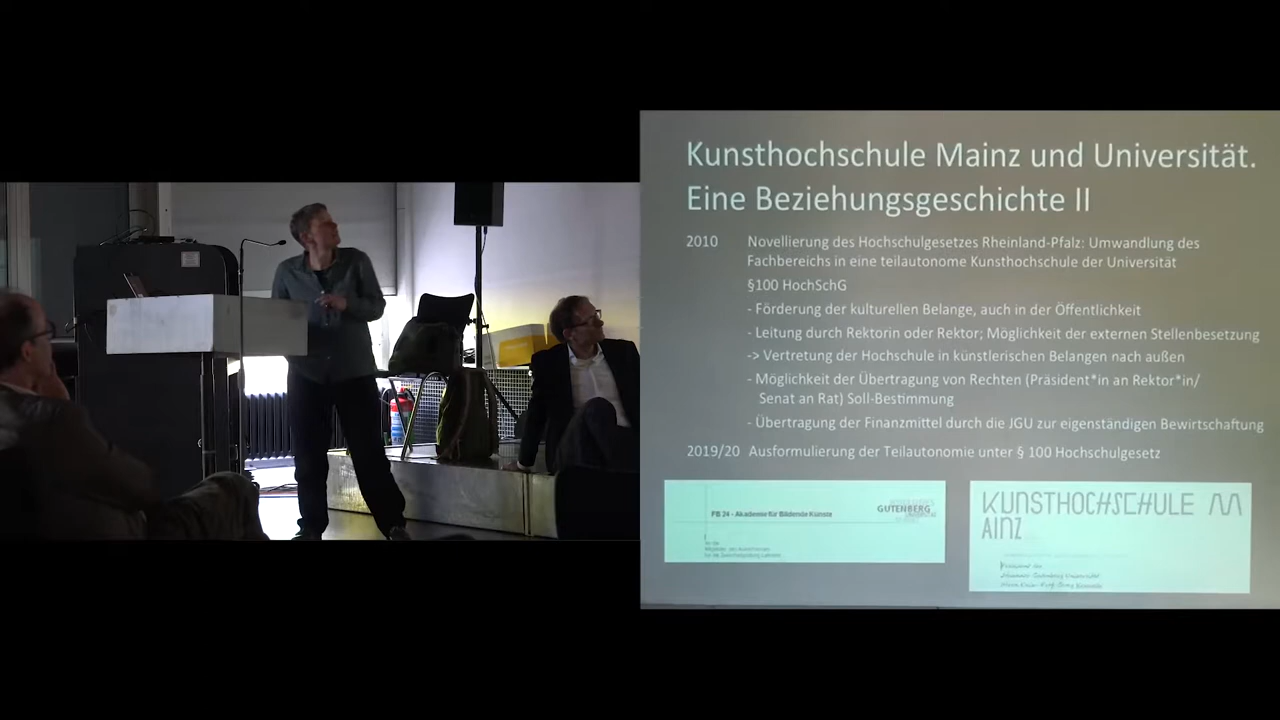 Kunsthochschule Mainz und Universität.
Eine Beziehungsgeschichte II
2010 Novellierung des Hochschulgesetzes Rheinland-Pfalz: Umwandlung des
Fachbereichs in eine teilautonome Kunsthochschule der Universität
§100 HochSchG
- Förderung der kulturellen Belange, auch in der Öffentlichkeit
- Leitung durch Rektorin oder Rektor; Möglichkeit der externen Stellenbesetzung
-> Vertretung der Hochschule in künstlerischen Belangen nach außen
- Möglichkeit der Übertragung von Rechten (Präsident*in an Rektor*in/
Senat an Rat) Soll-Bestimmung
- Übertragung der Finanzmittel durch die JGU zur eigenständigen Bewirtschaftung
2019/20 Ausformulierung der Teilautonomie unter § 100 Hochschulgesetz
FB 24 - Akademie für Bildende Künste
GUTENBERG
KUNSTHOCHSCHULE M
AINZ